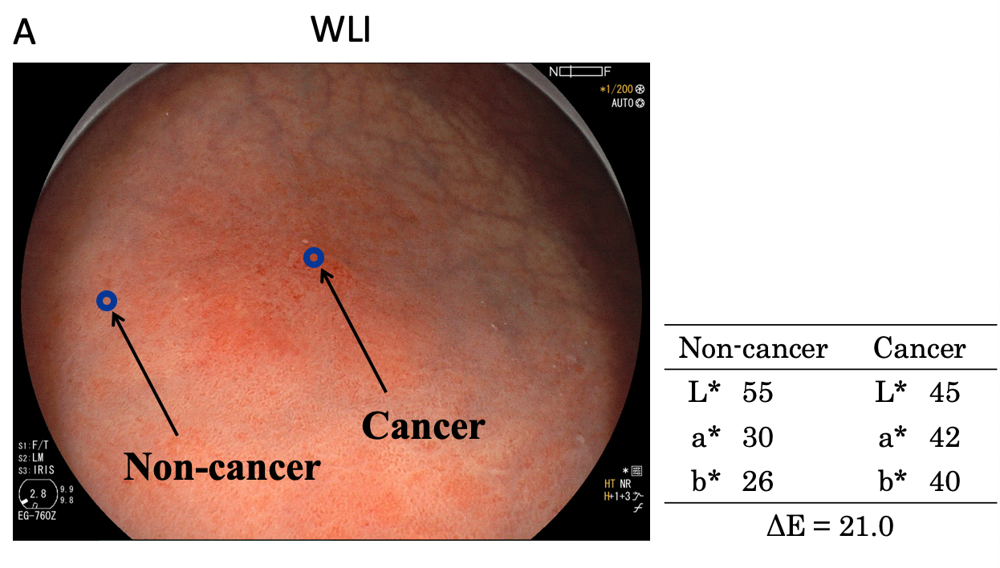 A
WLI
N F
*1/200
AUTO
Cancer
Non-cancer
S1:F/T
S2:LM
S3:IRIS
2.8
9.9
9.8
EG-760Z
*
HT NR
H+1+3
Non-cancer Cancer
L* 55 L* 45
a* 30 a* 42
b* 26 b* 40
ΔE = 21.0